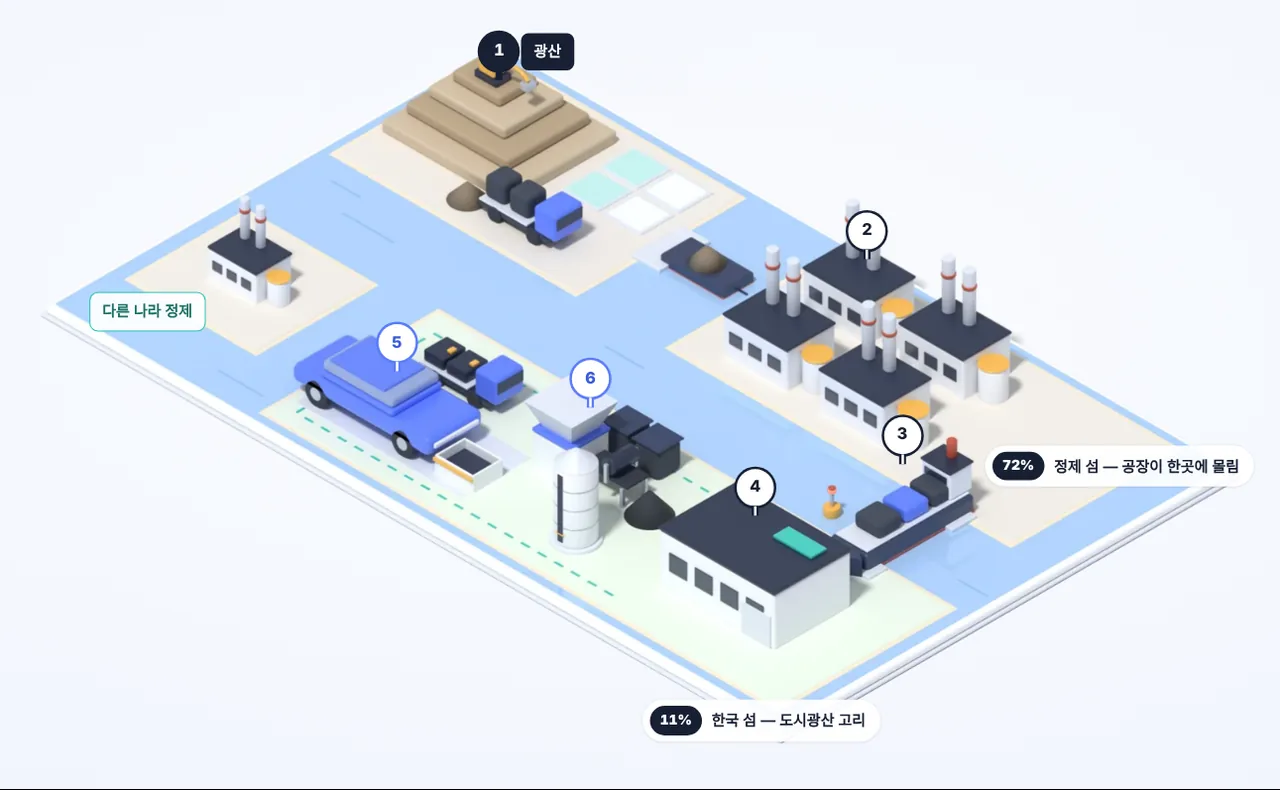 1 광산
2
다른 나라 정제
5
6
3
72% 정제 섬 — 공장이 한곳에 몰림
4
11% 한국 섬 — 도시광산 고리